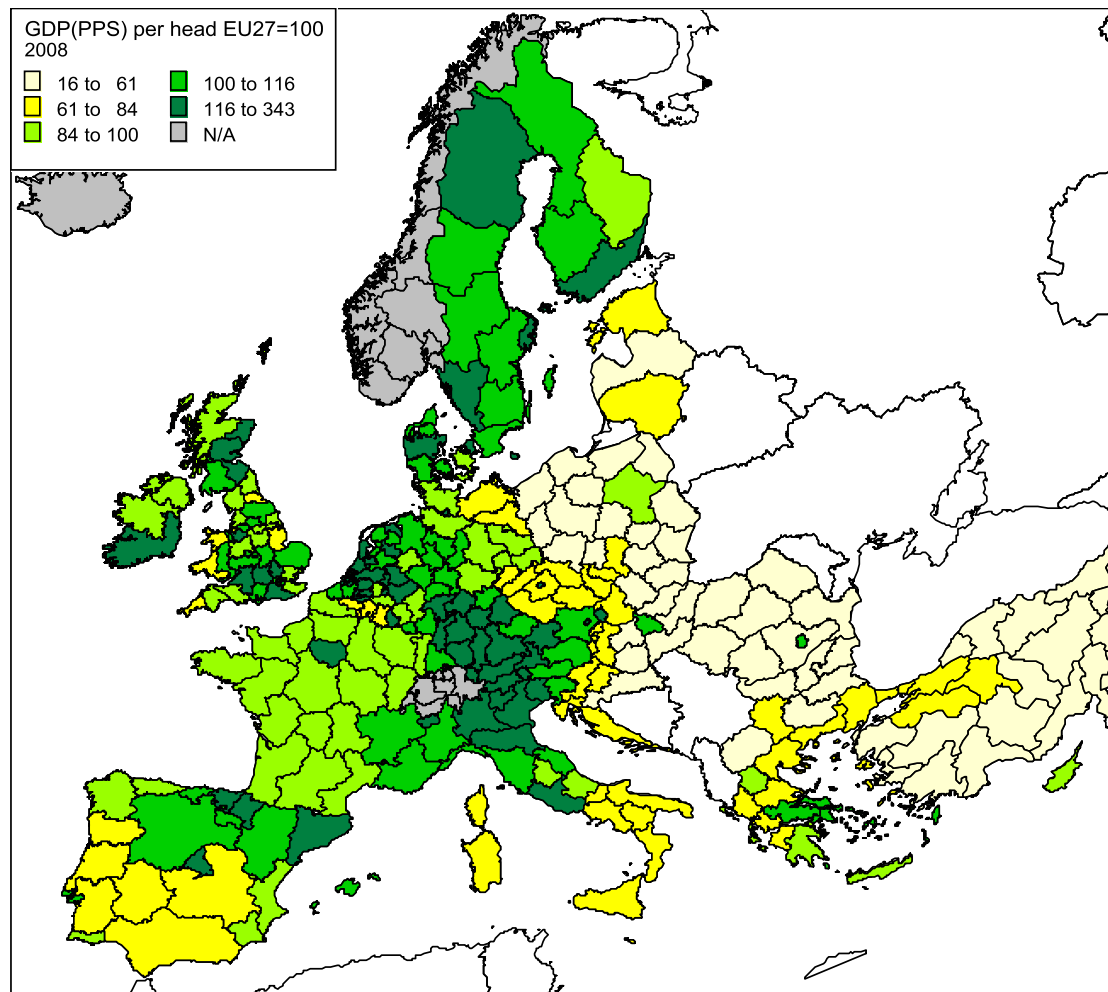 GDP(PPS) per head EU27=100
2008
16 to 61
61 to 84
84 to 100
100 to 116
116 to 343
N/A